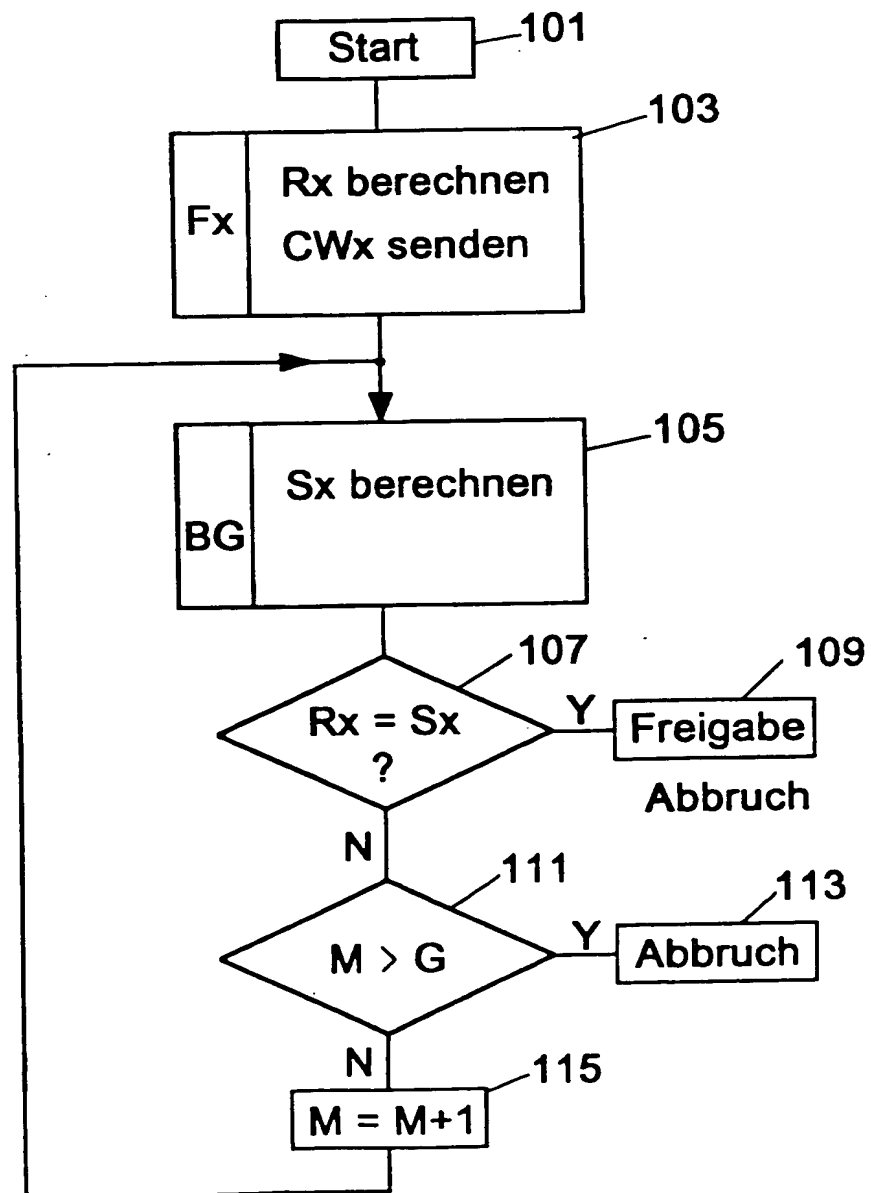 Start
101
103
Fx
Rx berechnen
CWx senden
105
BG
Sx berechnen
107
Rx = Sx
?
Y
109
Freigabe
Abbruch
N
111
M > G
Y
113
Abbruch
N
115
M = M+1